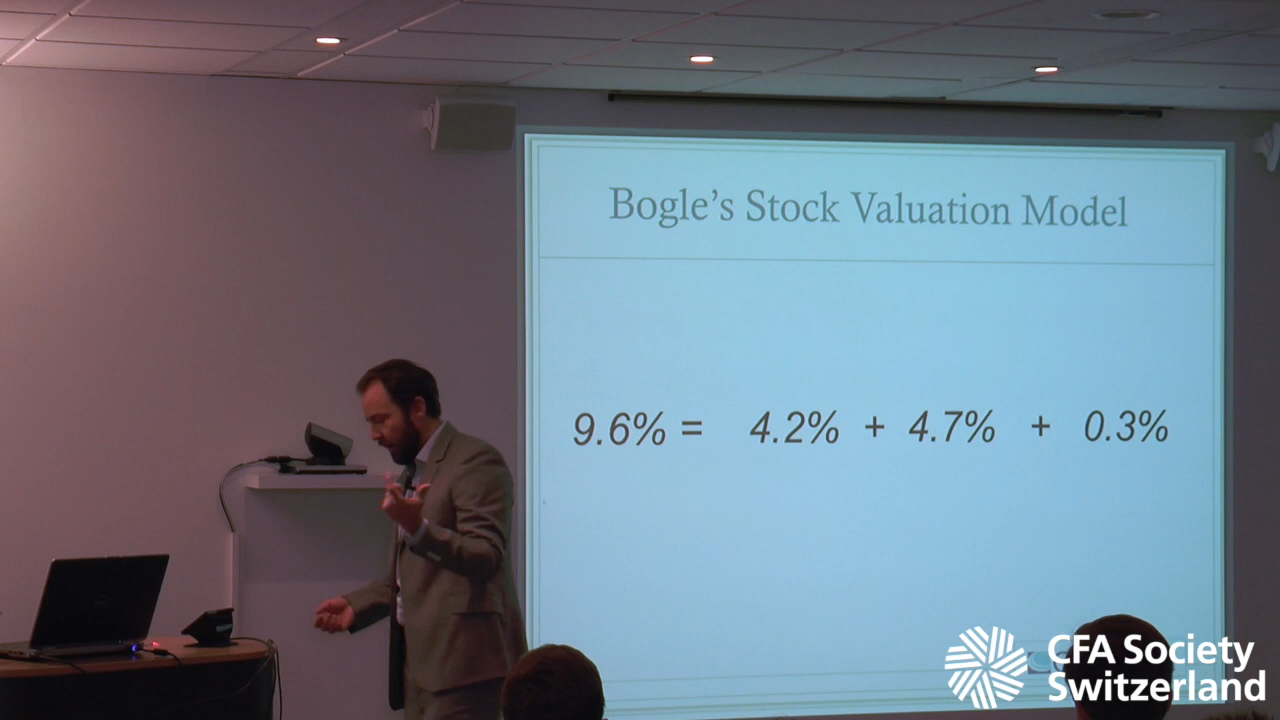 Bogle's Stock Valuation Model
9.6% = 4.2% + 4.7% + 0.3%
CFA Society
Switzerland